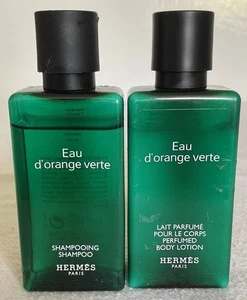 Eau
d'orange verte
SHAMPOOING
SHAMPOO
HERMÈS
PARIS
Eau
d'orange verte
LAIT PARFUMÉ
POUR LE CORPS
PERFUMED
BODY LOTION
HERMÈS
PARIS